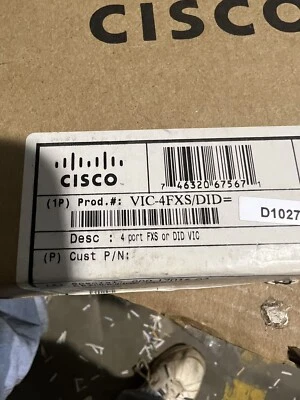 CISCO
CISCO
7 46320 67567 1
(1P) Prod.#: VIC-4FXS/DID=
D1027
Desc : 4 port FXS or DID VIC
(P) Cust P/N: